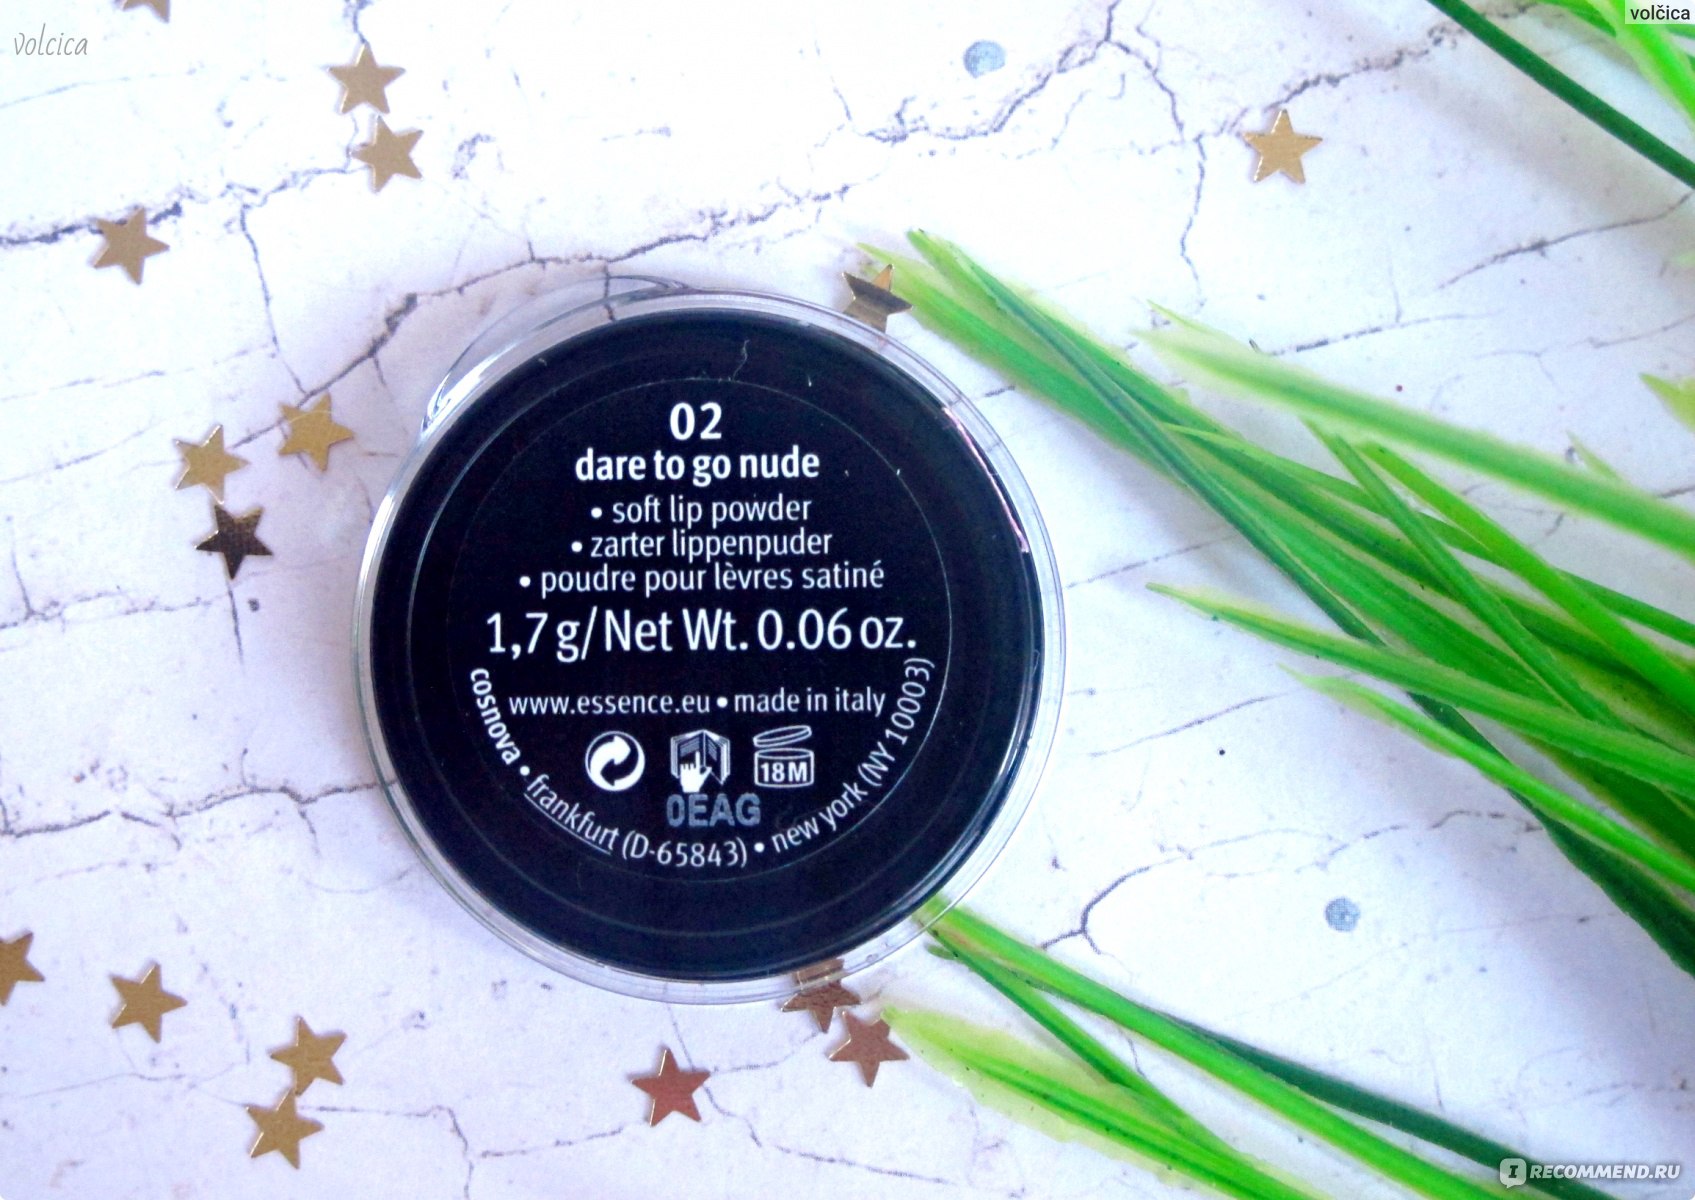 volcica
volčica
02
dare to go nude
• soft lip powder
• zarter lippenpuder
• poudre pour lèvres satiné
1,7 g/Net Wt. 0.06 oz.
www.essence.eu • made in italy
cosnova • frankfurt (D-65843) • new york (NY 10003)
18M
0EAG
I RECOMMEND.RU